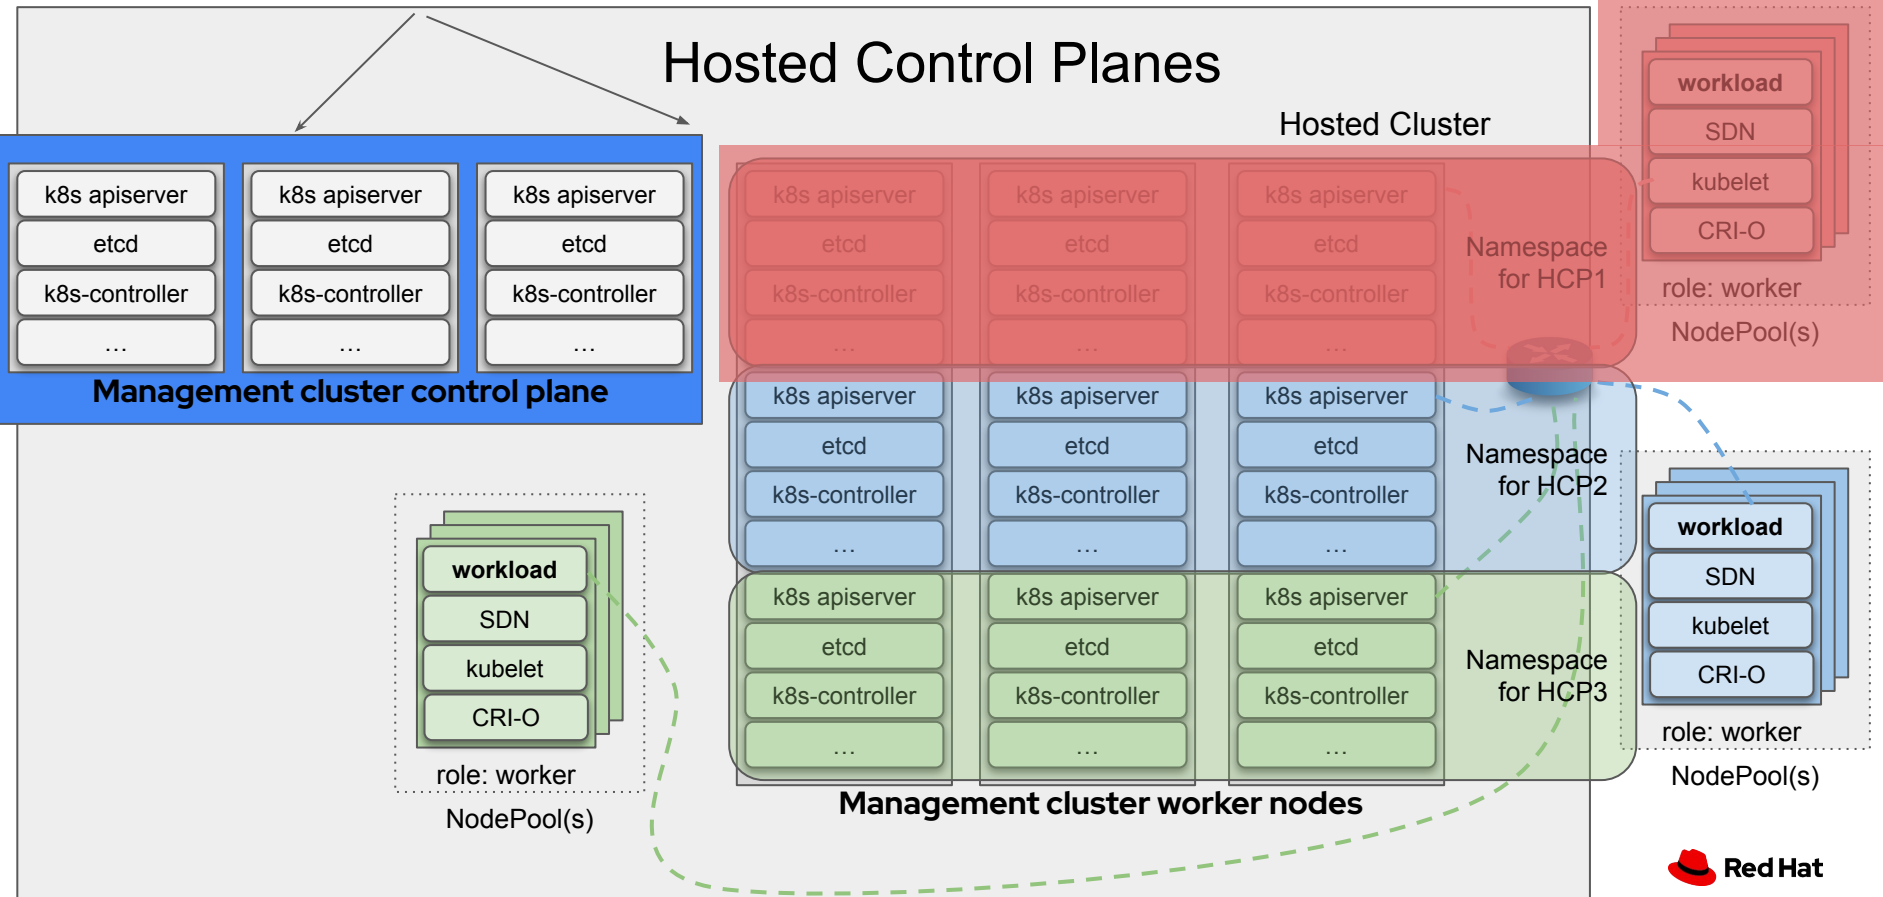 Hosted Control Planes
Hosted Cluster
k8s apiserver
etcd
k8s-controller
...
k8s apiserver
etcd
k8s-controller
...
k8s apiserver
etcd
k8s-controller
...
Management cluster control plane
k8s apiserver
etcd
k8s-controller
...
k8s apiserver
etcd
k8s-controller
...
k8s apiserver
etcd
k8s-controller
...
Namespace
for HCP1
workload
SDN
kubelet
CRI-O
role: worker
NodePool(s)
k8s apiserver
etcd
k8s-controller
...
k8s apiserver
etcd
k8s-controller
...
k8s apiserver
etcd
k8s-controller
...
Namespace
for HCP2
workload
SDN
kubelet
CRI-O
role: worker
NodePool(s)
workload
SDN
kubelet
CRI-O
role: worker
NodePool(s)
k8s apiserver
etcd
k8s-controller
...
k8s apiserver
etcd
k8s-controller
...
k8s apiserver
etcd
k8s-controller
...
Namespace
for HCP3
Management cluster worker nodes
Red Hat